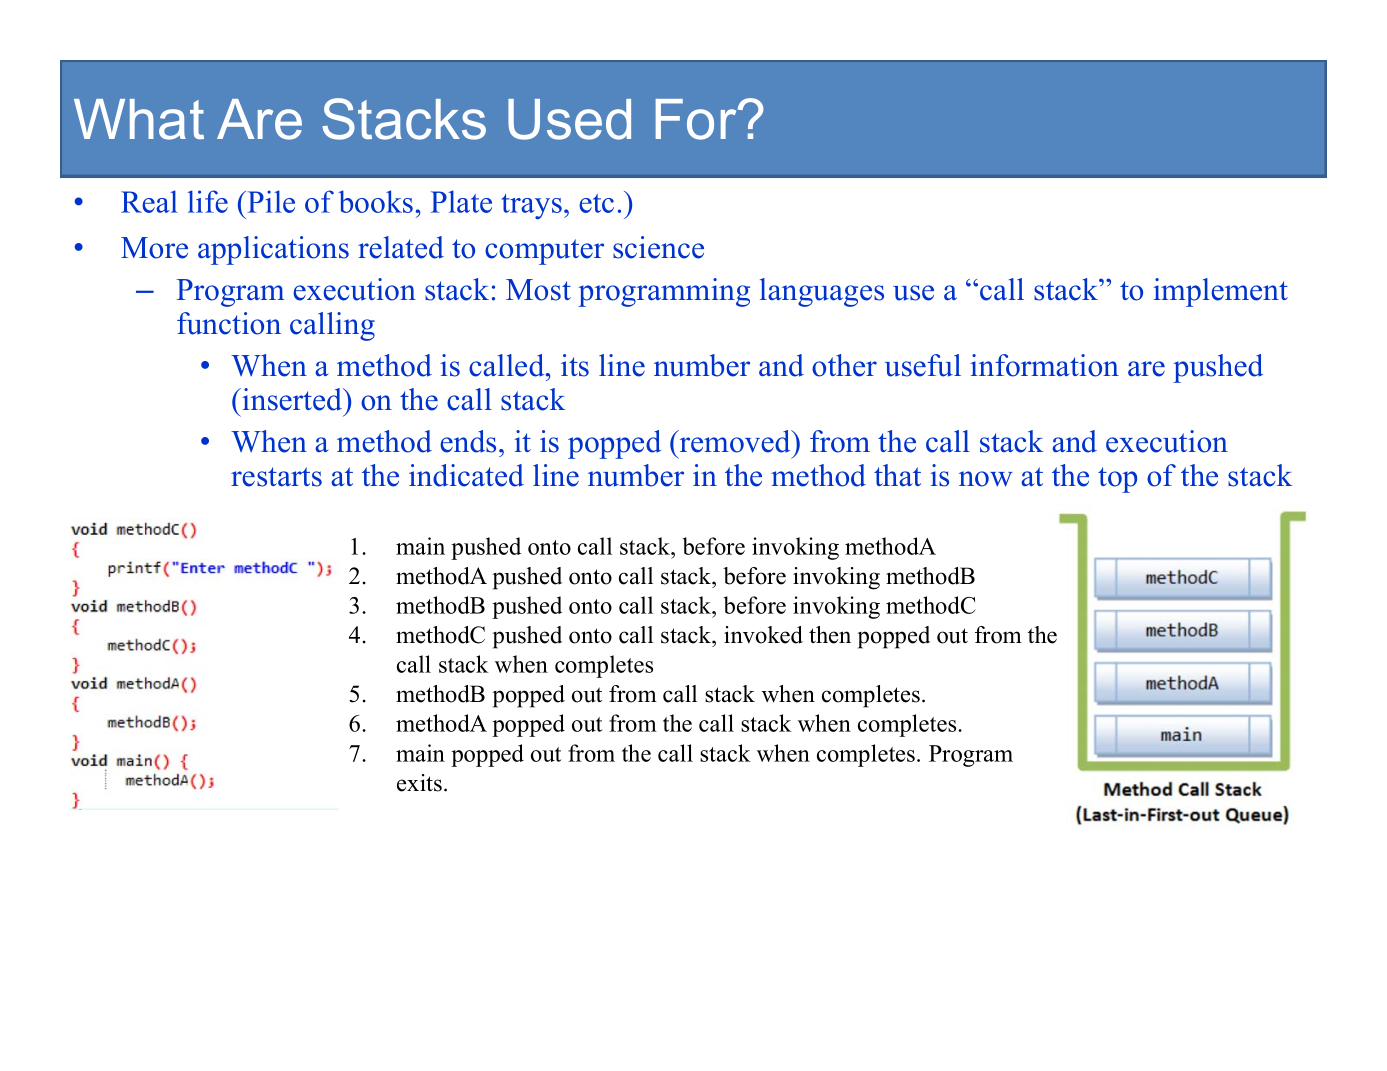 What Are Stacks Used For?
• Real life (Pile of books, Plate trays, etc.)
• More applications related to computer science
– Program execution stack: Most programming languages use a “call stack” to implement
function calling
• When a method is called, its line number and other useful information are pushed
(inserted) on the call stack
• When a method ends, it is popped (removed) from the call stack and execution
restarts at the indicated line number in the method that is now at the top of the stack
void methodC()
{
printf("Enter methodC ");
}
void methodB()
{
methodC();
}
void methodA()
{
methodB();
}
void main() {
methodA();
}
1. main pushed onto call stack, before invoking methodA
2. methodA pushed onto call stack, before invoking methodB
3. methodB pushed onto call stack, before invoking methodC
4. methodC pushed onto call stack, invoked then popped out from the
call stack when completes
5. methodB popped out from call stack when completes.
6. methodA popped out from the call stack when completes.
7. main popped out from the call stack when completes. Program
exits.
methodC
methodB
methodA
main
Method Call Stack
(Last-in-First-out Queue)